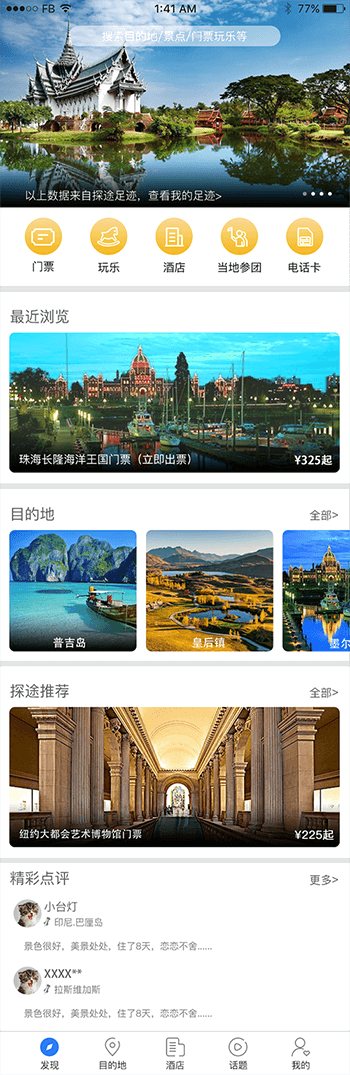 FB 1:41 AM 77%
搜索目的地/景点/门票玩乐等
以上数据来自探途足迹，查看我的足迹>
门票 玩乐 酒店 当地参团 电话卡
最近浏览
珠海长隆海洋王国门票（立即出票） ¥325起
目的地 全部>
普吉岛 皇后镇 墨尔
探途推荐 全部>
纽约大都会艺术博物馆门票 ¥225起
精彩点评 更多>
小台灯
印尼.巴厘岛
景色很好，美景处处，住了8天，恋恋不舍......
XXXX**
拉斯维加斯
景色很好，美景处处，住了8天，恋恋不舍......
发现 目的地 酒店 话题 我的